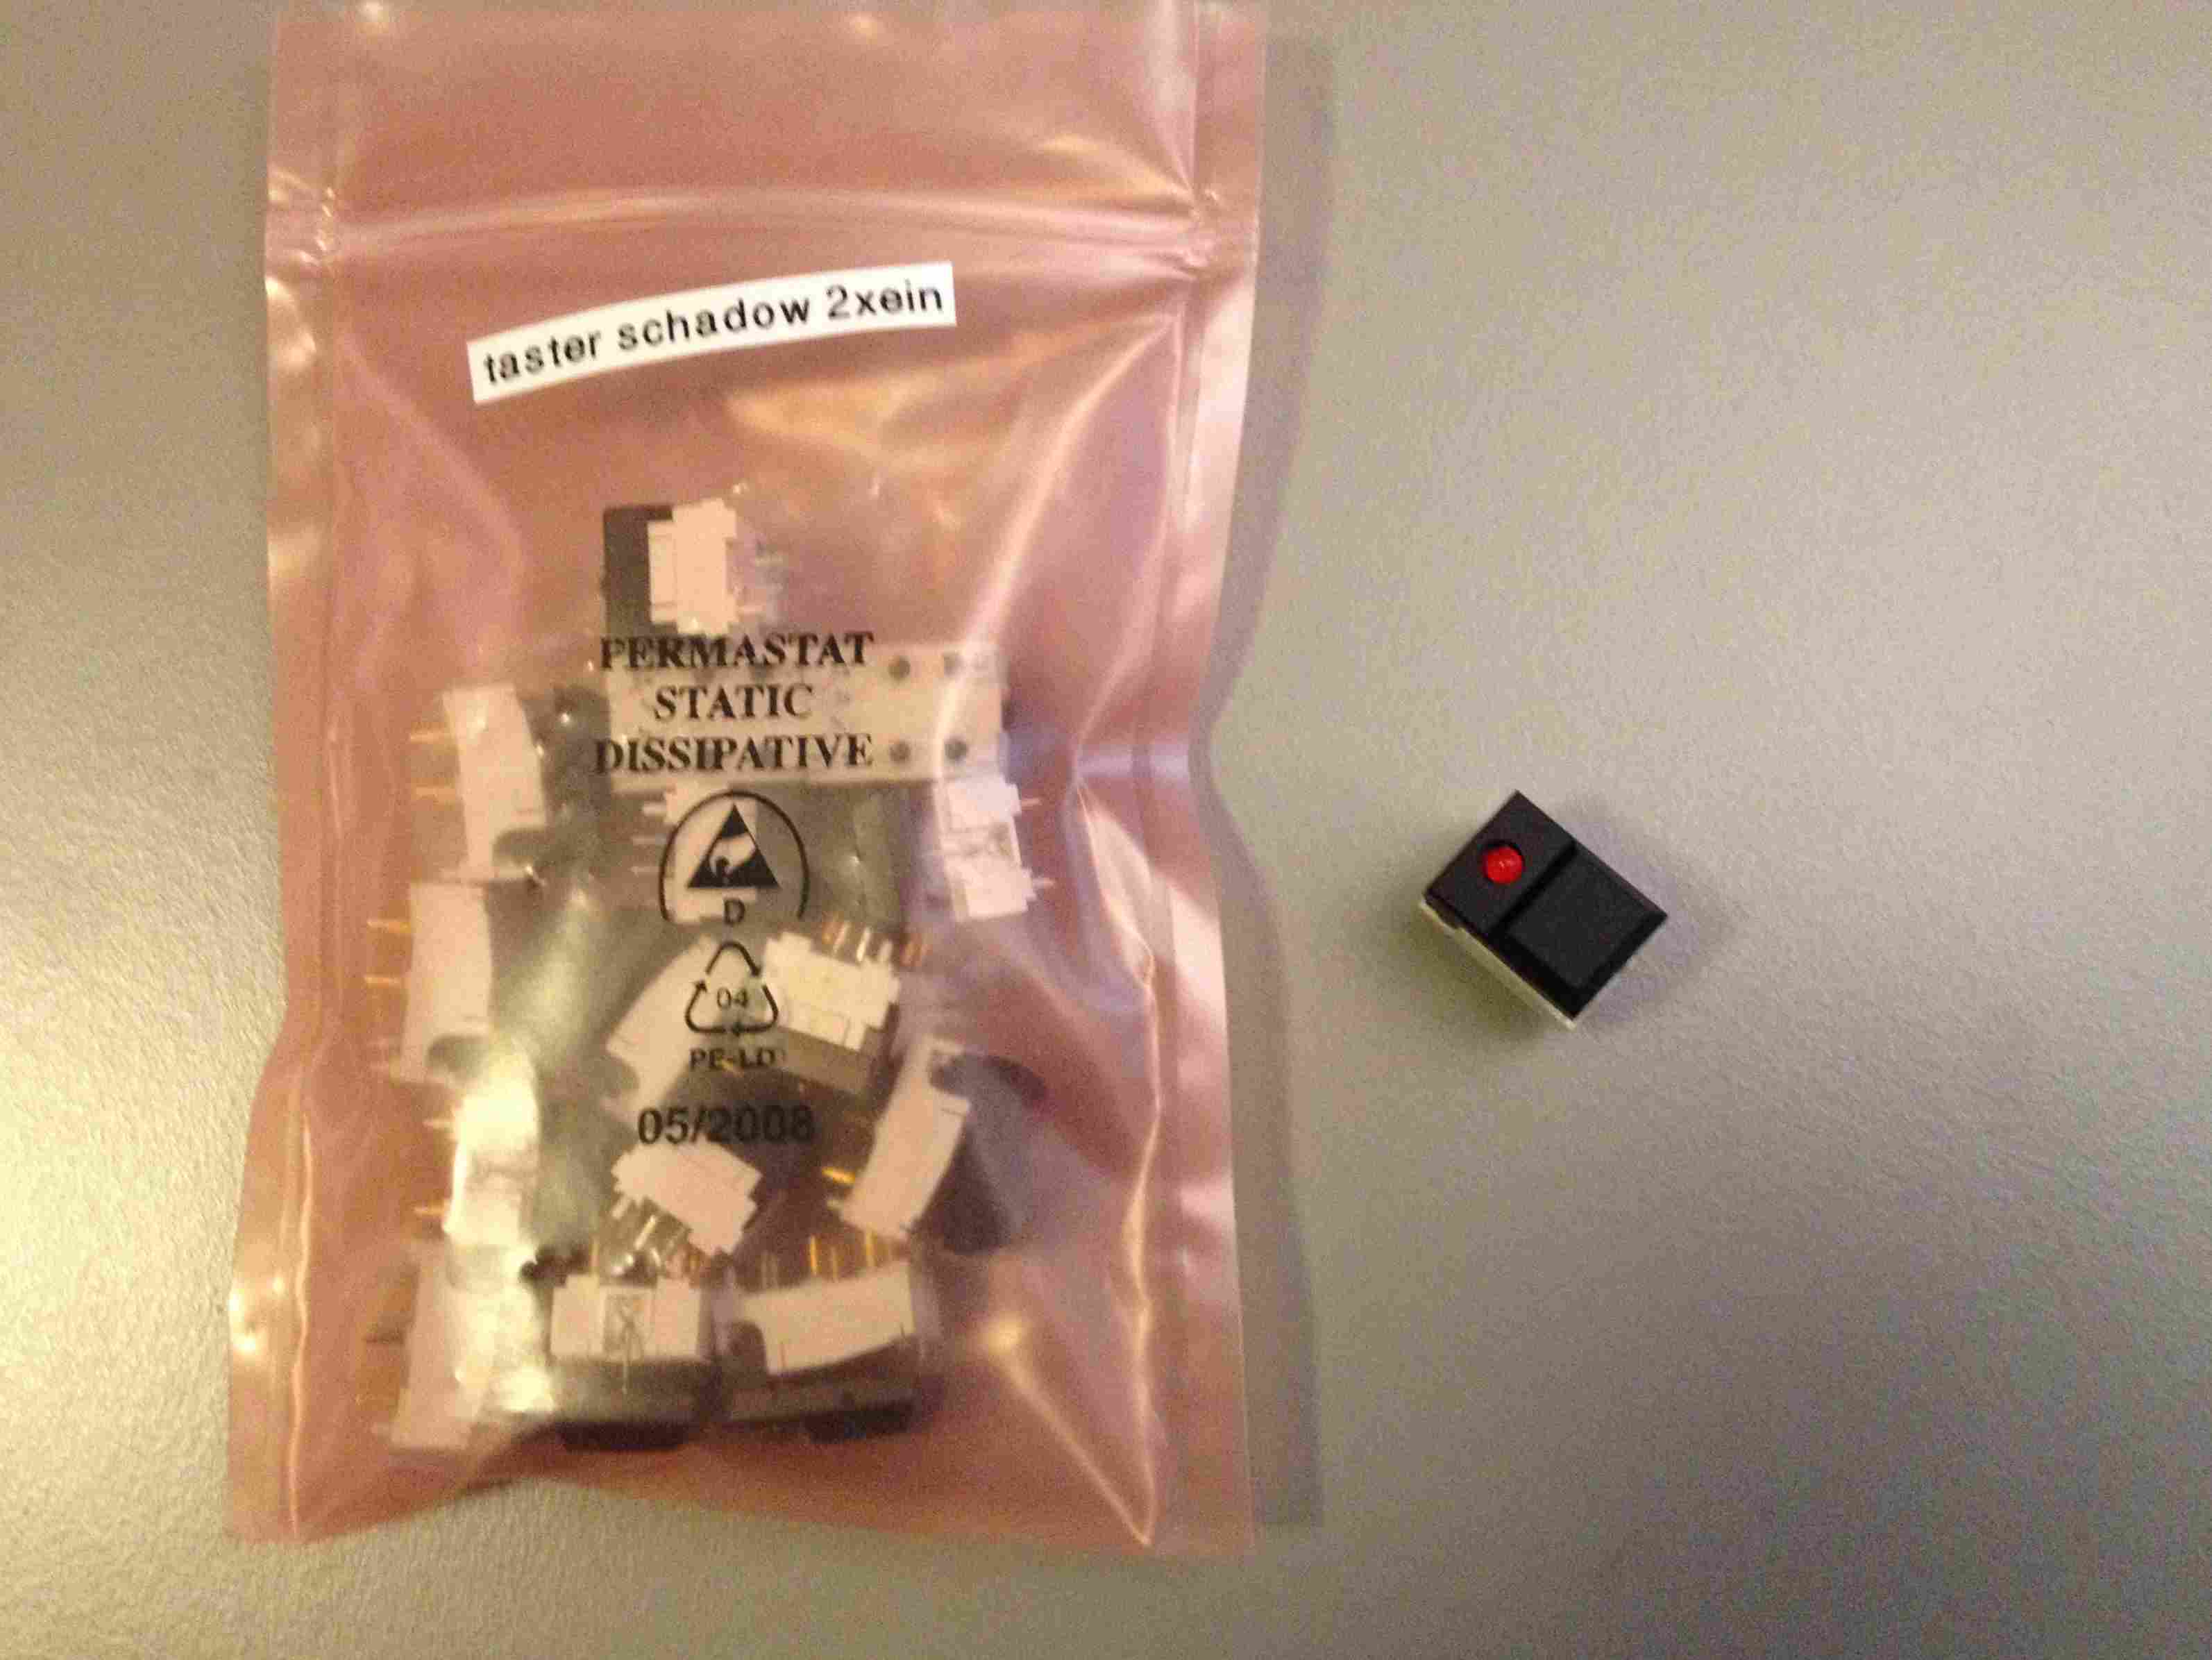 taster schadow 2xein
PERMASTAT
STATIC
DISSIPATIVE
D
04
PE-LD
05/2008